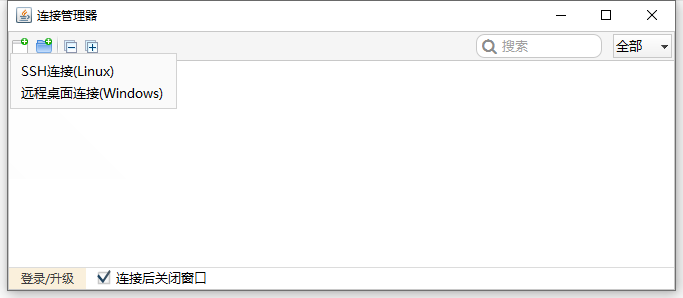 连接管理器
搜索
全部
SSH连接(Linux)
远程桌面连接(Windows)
登录/升级
连接后关闭窗口